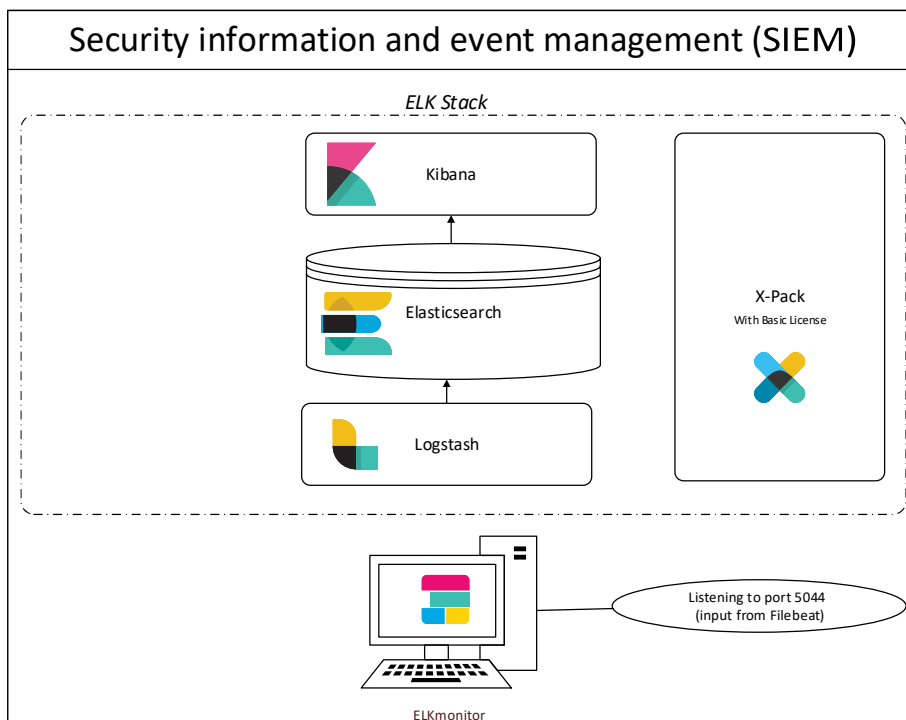 Security information and event management (SIEM)
ELK Stack
Kibana
Elasticsearch
X-Pack
With Basic License
Logstash
Listening to port 5044
(input from Filebeat)
ELKmonitor